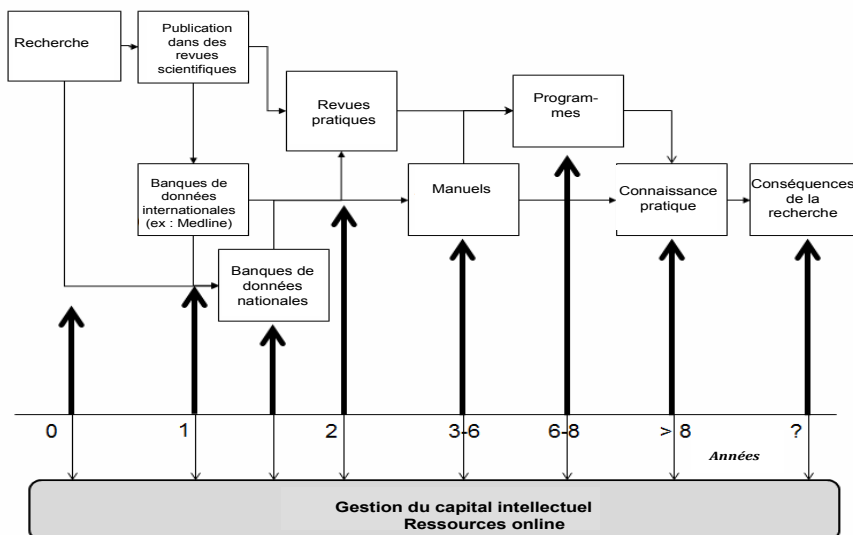 Recherche
Publication
dans des
revues
scientifiques
Revues
pratiques
Program-
mes
Banques de
données
internationales
(ex : Medline)
Manuels
Connaissance
pratique
Conséquences
de la
recherche
Banques de
données
nationales
0
1
2
3-6
6-8
> 8
?
Années
Gestion du capital intellectuel
Ressources online